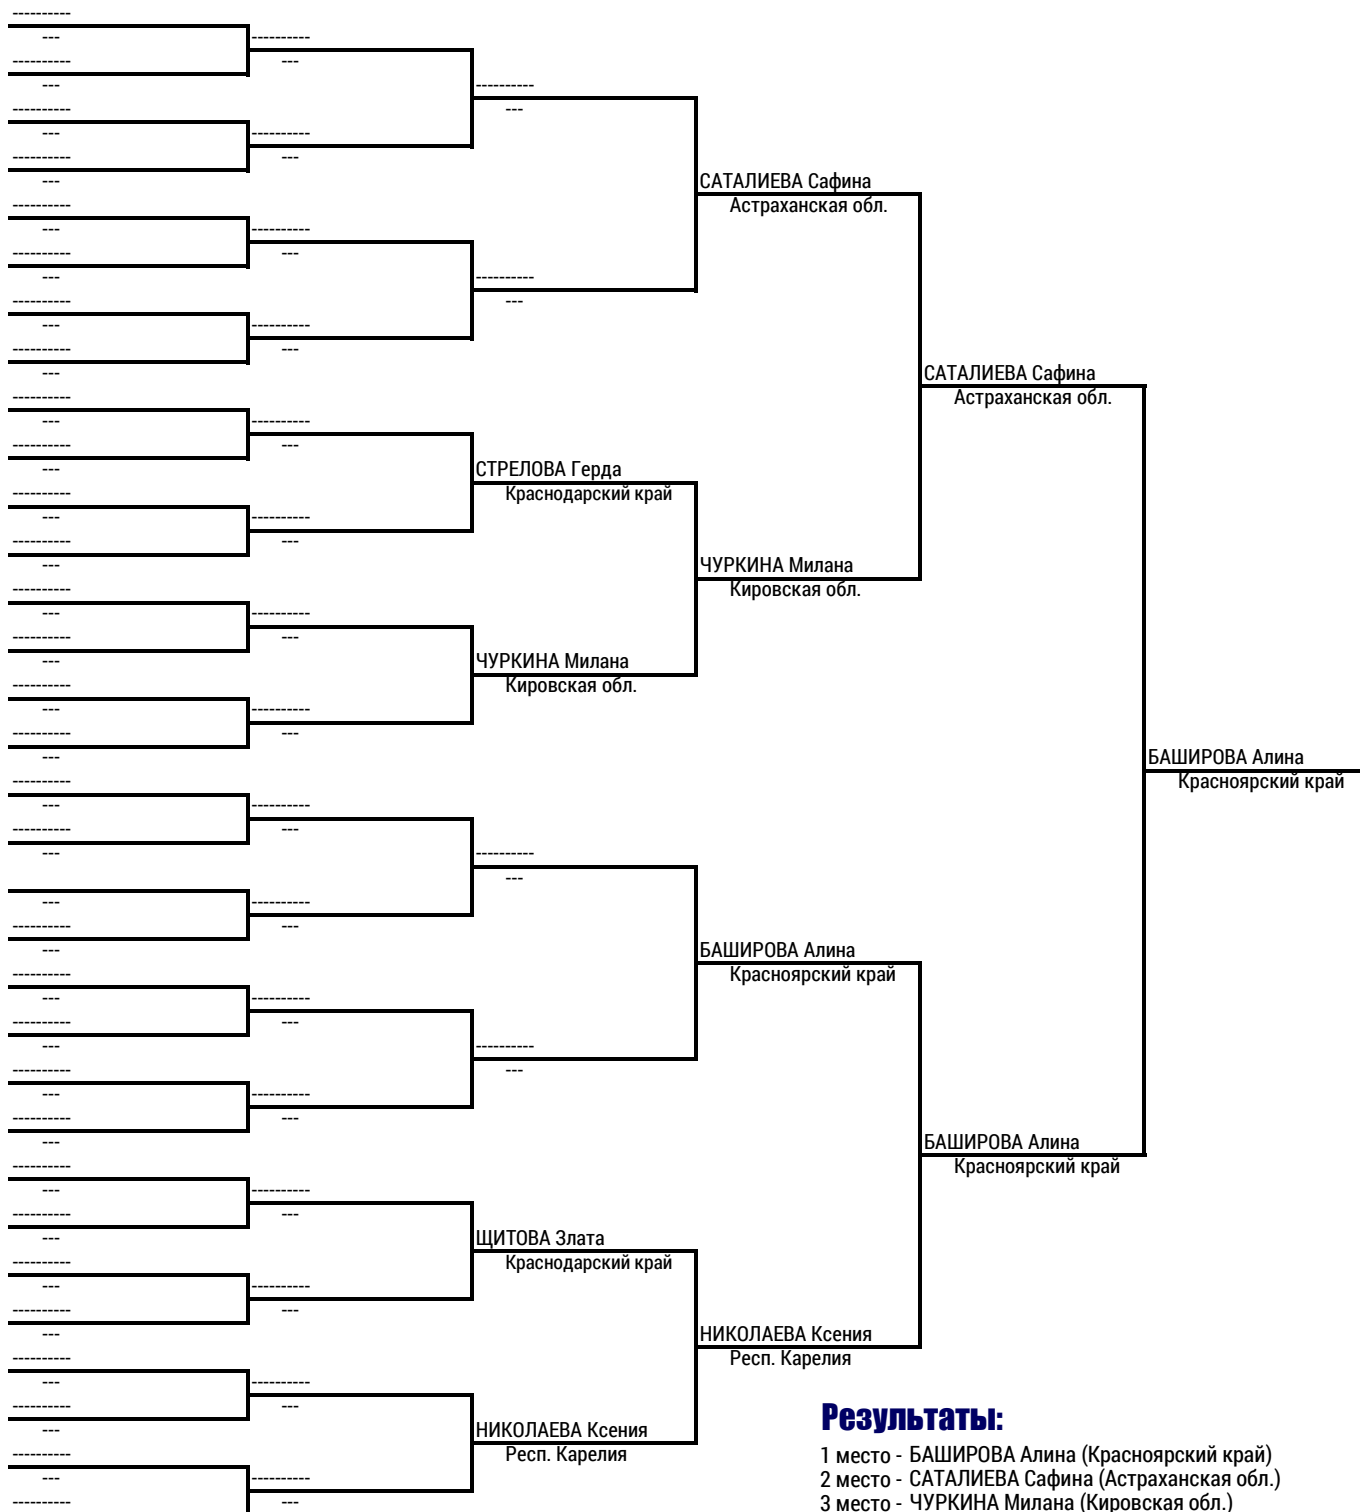 САТАЛИЕВА Сафина
Астраханская обл.
САТАЛИЕВА Сафина
Астраханская обл.
СТРЕЛОВА Герда
Краснодарский край
ЧУРКИНА Милана
Кировская обл.
ЧУРКИНА Милана
Кировская обл.
БАШИРОВА Алина
Красноярский край
БАШИРОВА Алина
Красноярский край
БАШИРОВА Алина
Красноярский край
ЩИТОВА Злата
Краснодарский край
НИКОЛАЕВА Ксения
Респ. Карелия
НИКОЛАЕВА Ксения
Респ. Карелия
Результаты:
1 место - БАШИРОВА Алина (Красноярский край)
2 место - САТАЛИЕВА Сафина (Астраханская обл.)
3 место - ЧУРКИНА Милана (Кировская обл.)